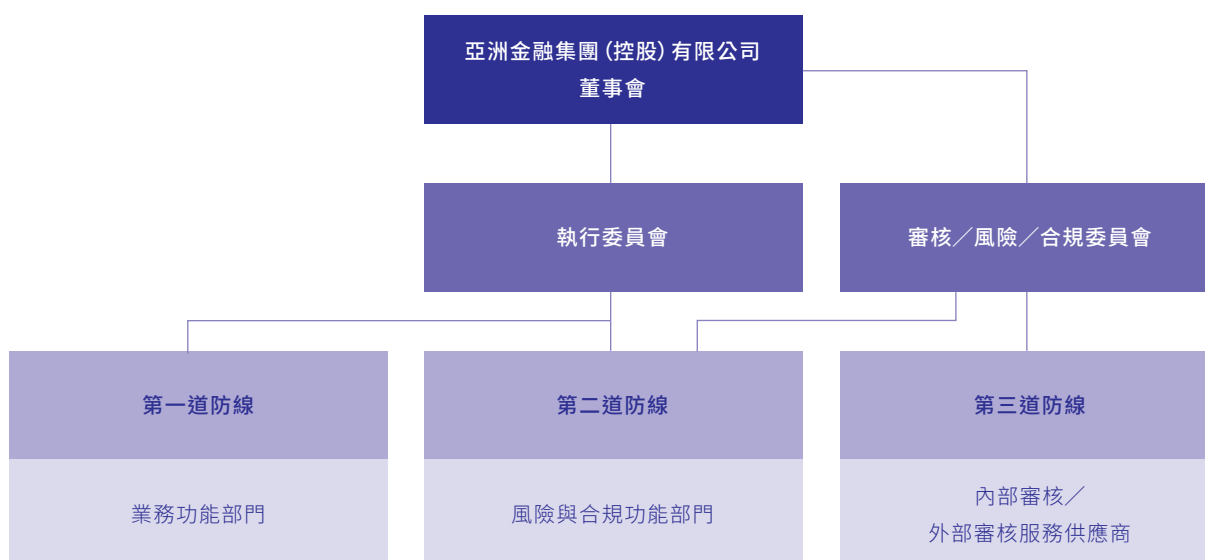 亞洲金融集團（控股）有限公司
董事會
執行委員會
審核／風險／合規委員會
第一道防線
第二道防線
第三道防線
業務功能部門
風險與合規功能部門
內部審核／
外部審核服務供應商